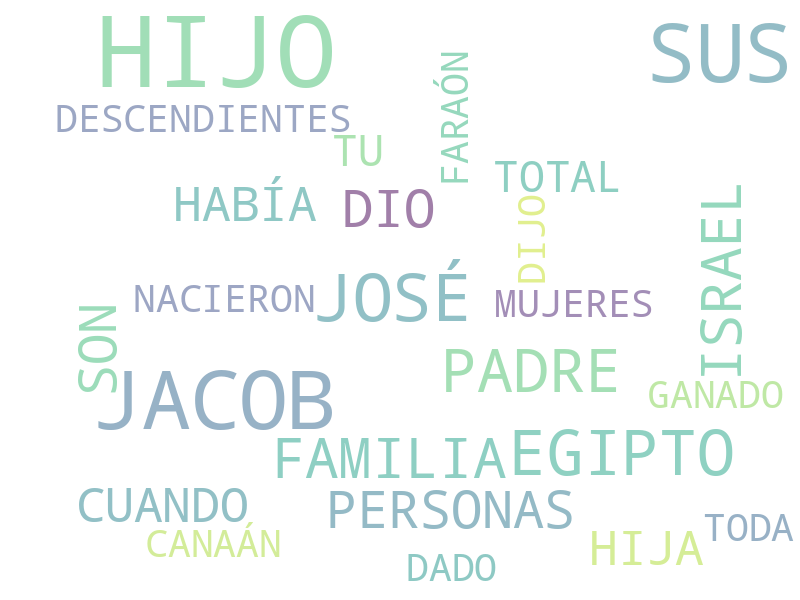 HIJO
SUS
DESCENDIENTES
FARAÓN
TU
TOTAL
HABÍA
DIO
DIJO
ISRAEL
NACIERON
JOSÉ
MUJERES
SON
PADRE
JACOB
GANADO
FAMILIA
EGIPTO
CUANDO
PERSONAS
TODA
CANAÁN
HIJA
DADO